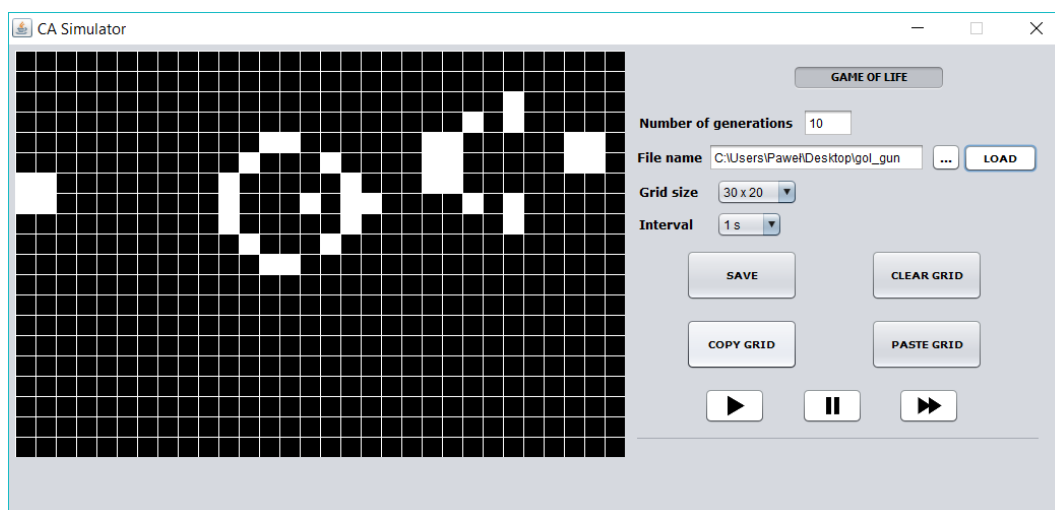 CA Simulator
GAME OF LIFE
Number of generations 10
File name C:\Users\Paweł\Desktop\gol_gun ... LOAD
Grid size 30 x 20
Interval 1 s
SAVE CLEAR GRID
COPY GRID PASTE GRID